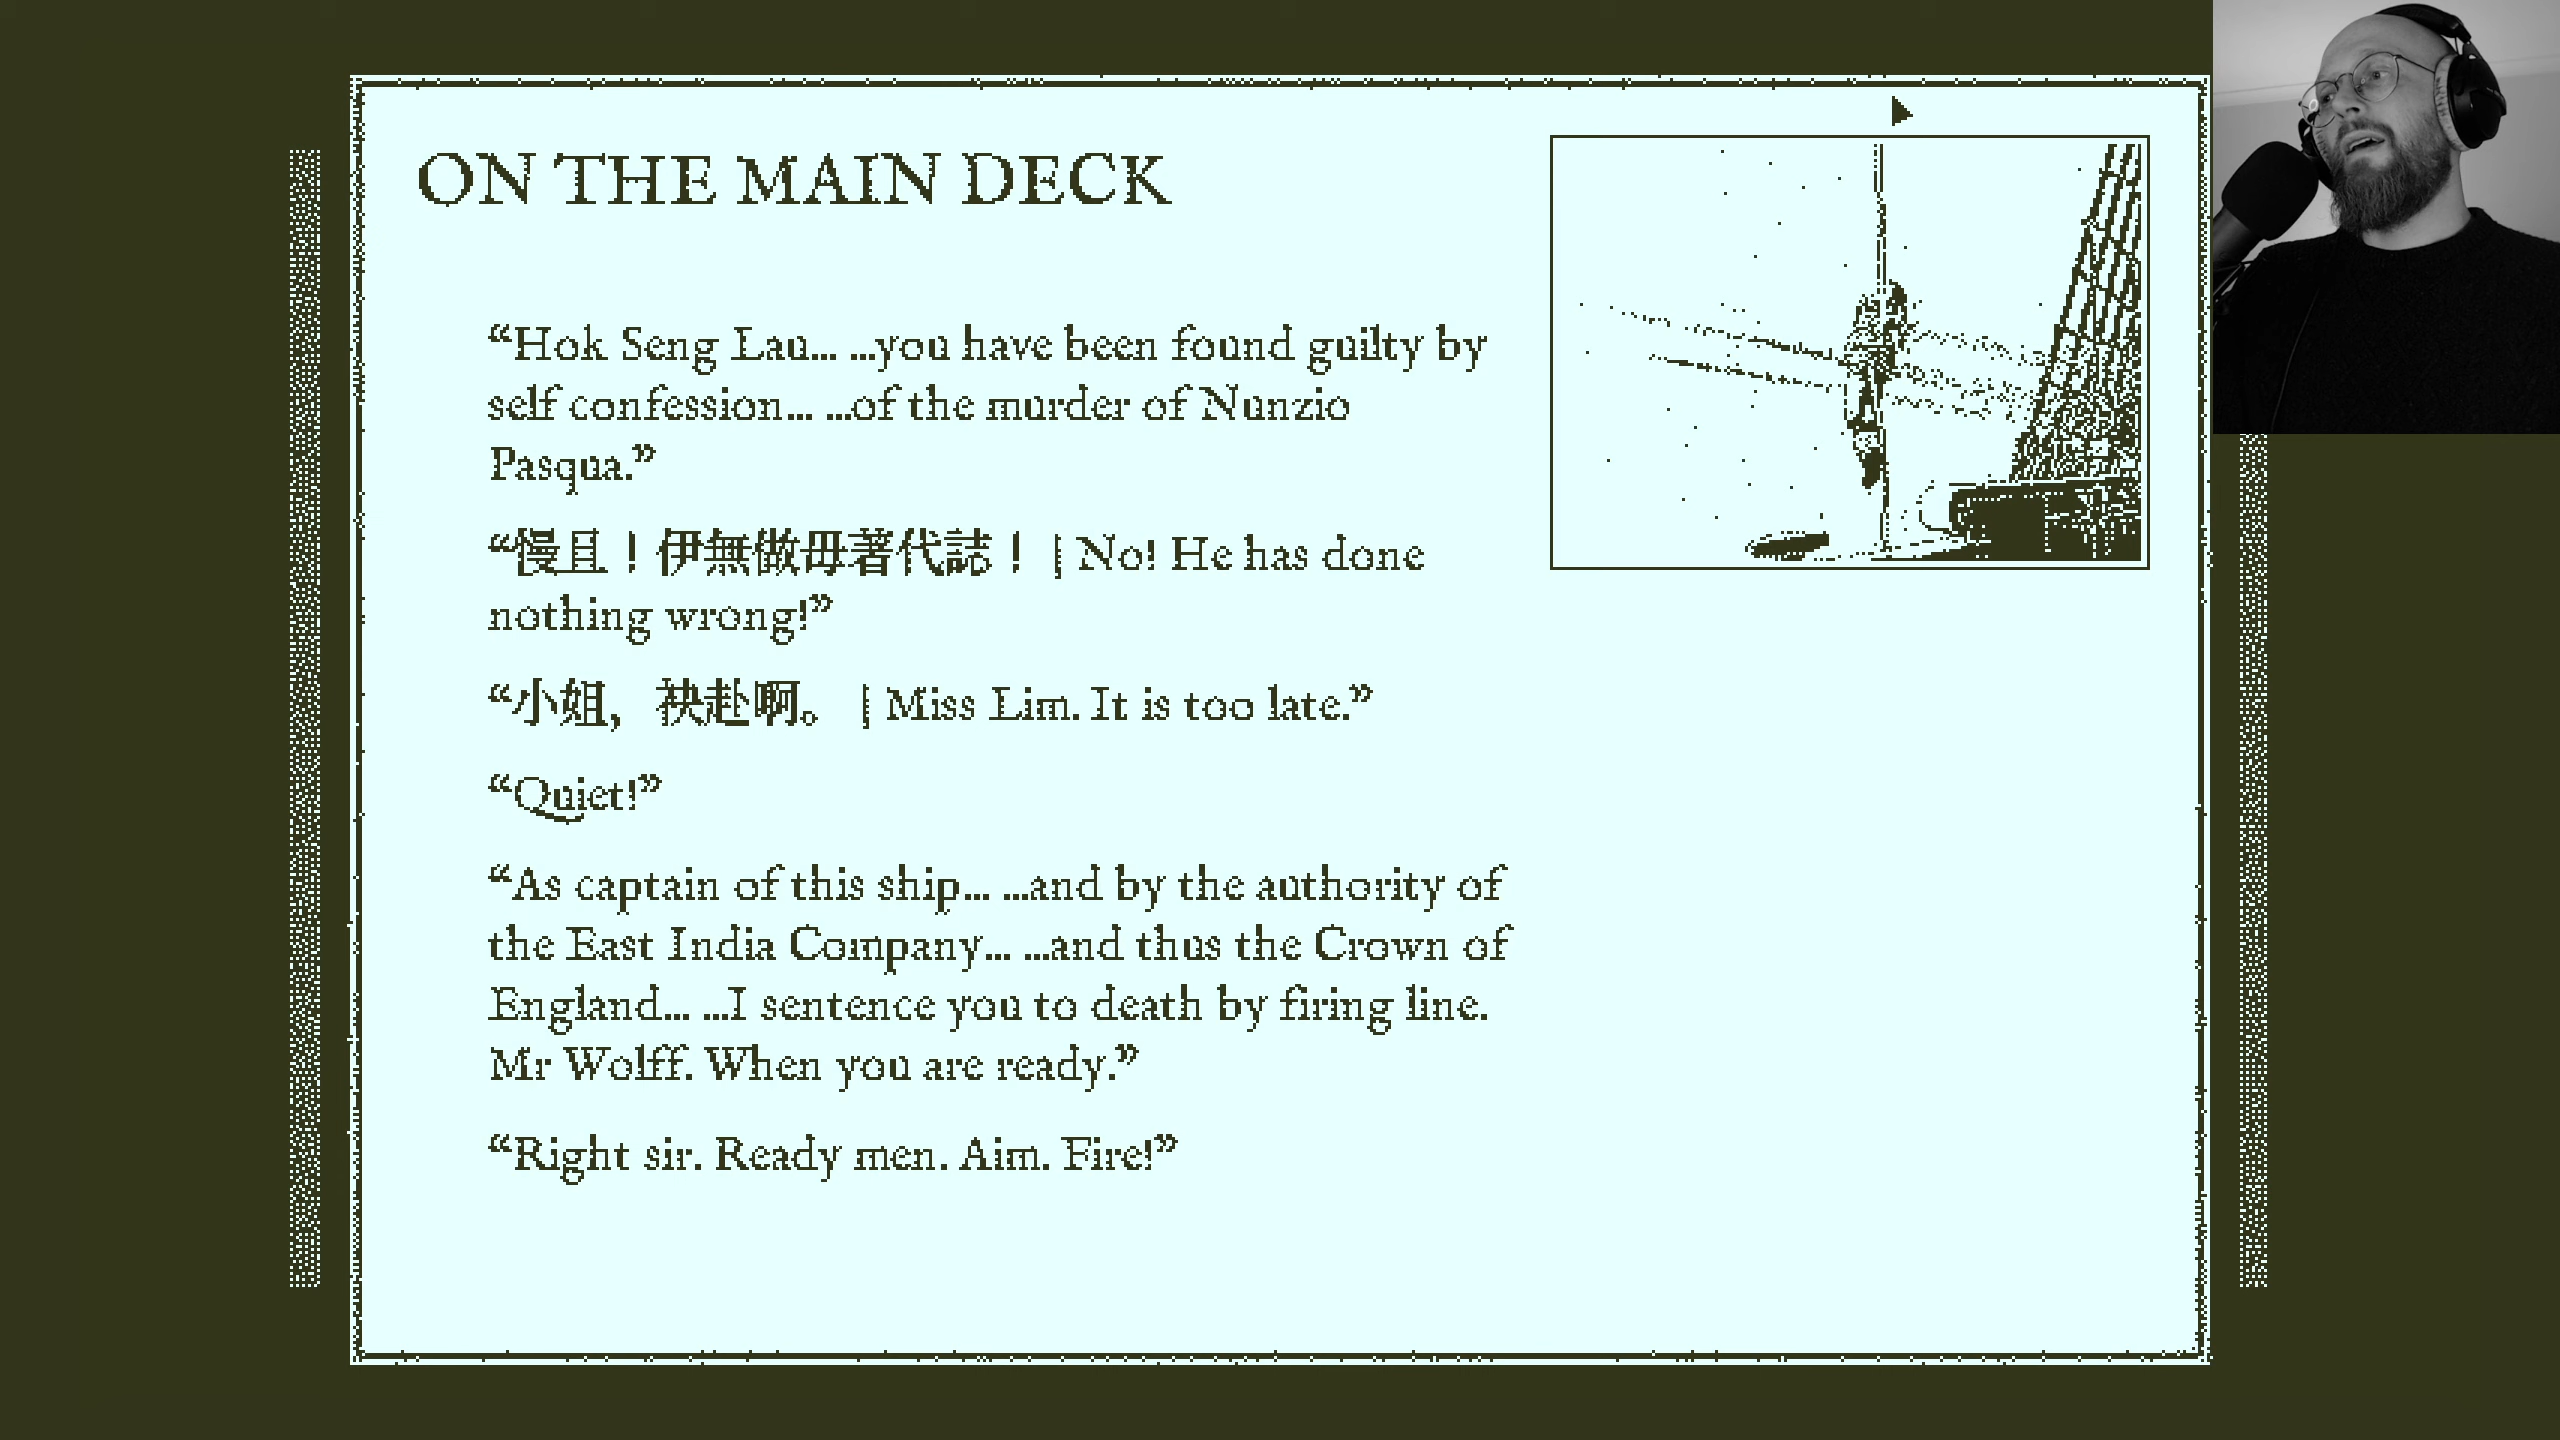 ON THE MAIN DECK
“Hok Seng Lau... ...you have been found guilty by
self confession... ...of the murder of Nunzio
Pasqua.”
“慢且！伊無做毋著代誌！ | No! He has done
nothing wrong!”
“小姐，袂赴啊。 | Miss Lim. It is too late.”
“Quiet!”
“As captain of this ship... ...and by the authority of
the East India Company... ...and thus the Crown of
England... ...I sentence you to death by firing line.
Mr Wolff. When you are ready.”
“Right sir. Ready men. Aim. Fire!”